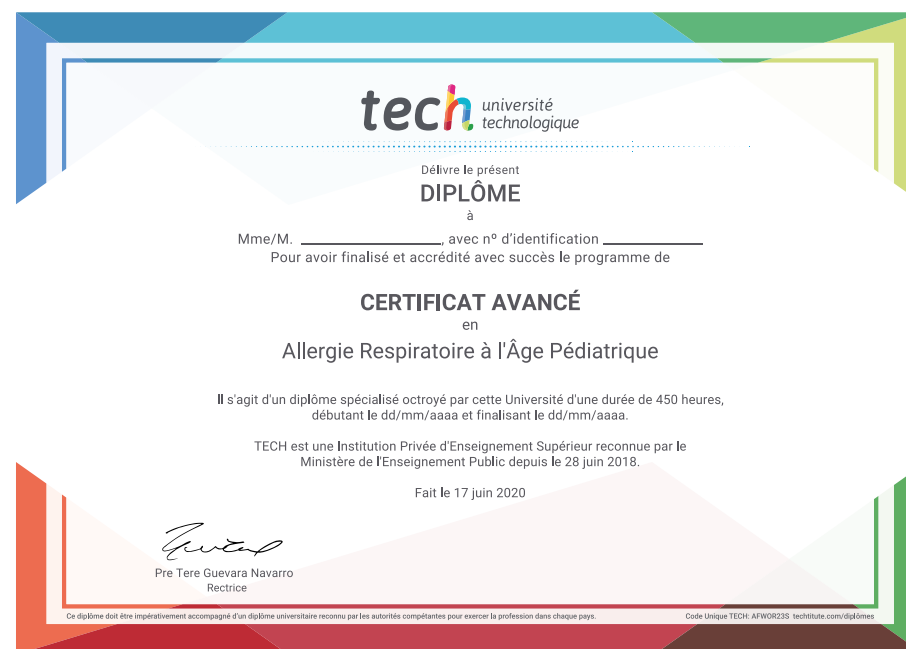 tech université
technologique
Délivre le présent
DIPLÔME
à
Mme/M. ____________________, avec nº d'identification ______________
Pour avoir finalisé et accrédité avec succès le programme de
CERTIFICAT AVANCÉ
en
Allergie Respiratoire à l'Âge Pédiatrique
Il s'agit d'un diplôme spécialisé octroyé par cette Université d'une durée de 450 heures,
débutant le dd/mm/aaaa et finalisant le dd/mm/aaaa.
TECH est une Institution Privée d'Enseignement Supérieur reconnue par le
Ministère de l'Enseignement Public depuis le 28 juin 2018.
Fait le 17 juin 2020
Pre Tere Guevara Navarro
Rectrice
Ce diplôme doit être impérativement accompagné d'un diplôme universitaire reconnu par les autorités compétantes pour exercer la profession dans chaque pays.
Code Unique TECH: AFWOR23S techtitute.com/diplômes